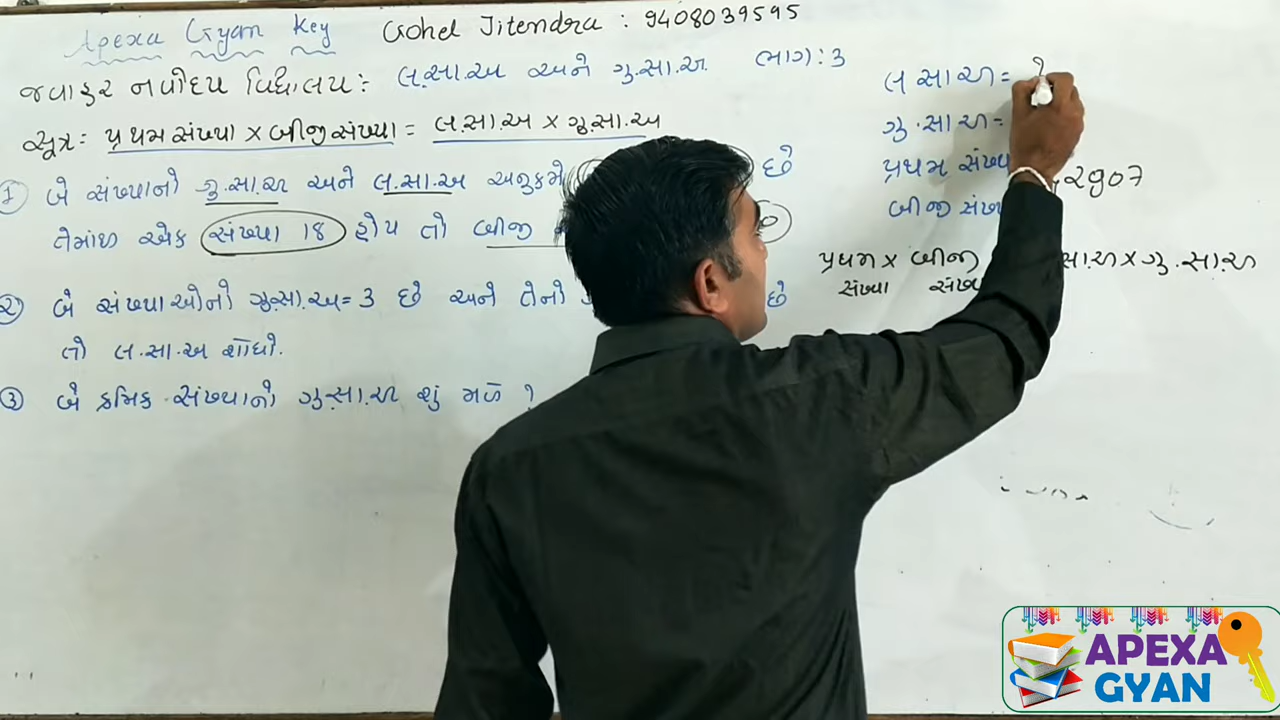 Apexa Gyan Key Gohel Jitendra : 9408039595
જવાહર નવોદય વિદ્યાલય : લ.સા.અ અને ગુ.સા.અ ભાગ : 3
સૂત્ર = પ્રથમ સંખ્યા × બીજી સંખ્યા = લ.સા.અ × ગુ.સા.અ
① બે સંખ્યાનો ગુ.સા.અ અને લ.સા.અ અનુક્રમે છે
તેમાંથી એક સંખ્યા 18 હોય તો બીજી
② બે સંખ્યાઓનો ગુ.સા.અ = 3 છે અને તેનો છે
તો લ.સા.અ શોધો.
③ બે ક્રમિક સંખ્યાનો ગુ.સા.અ શું મળે ?
લ સા અ = ?
ગુ.સા અ =
પ્રથમ સંખ્યા
બીજી
પ્રથમ × બીજી સા.અ × ગુ.સા.અ
સંખ્યા
APEXA
GYAN